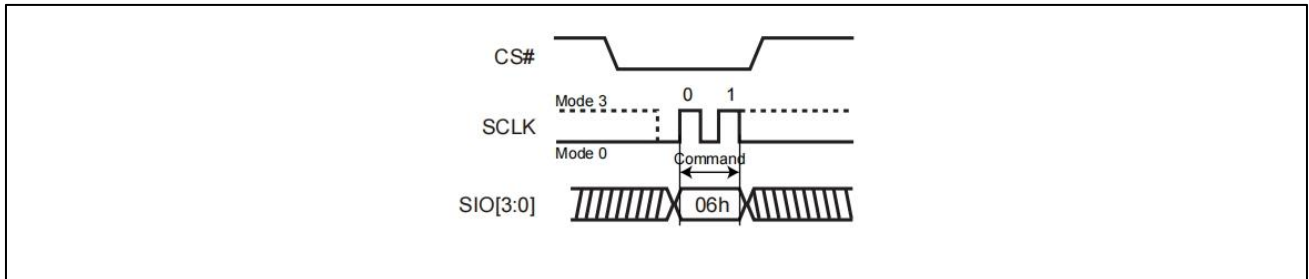 CS#
Mode 3
0 1
SCLK
Mode 0
Command
SIO[3:0]
06h